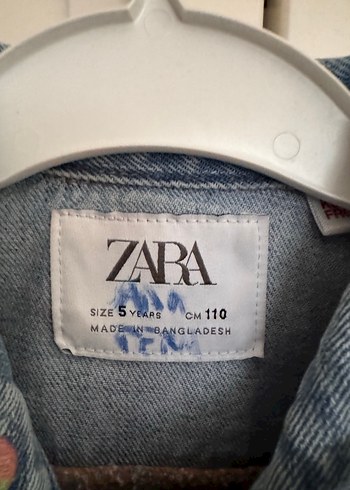 ZARA
SIZE 5 YEARS CM 110
MADE IN BANGLADESH